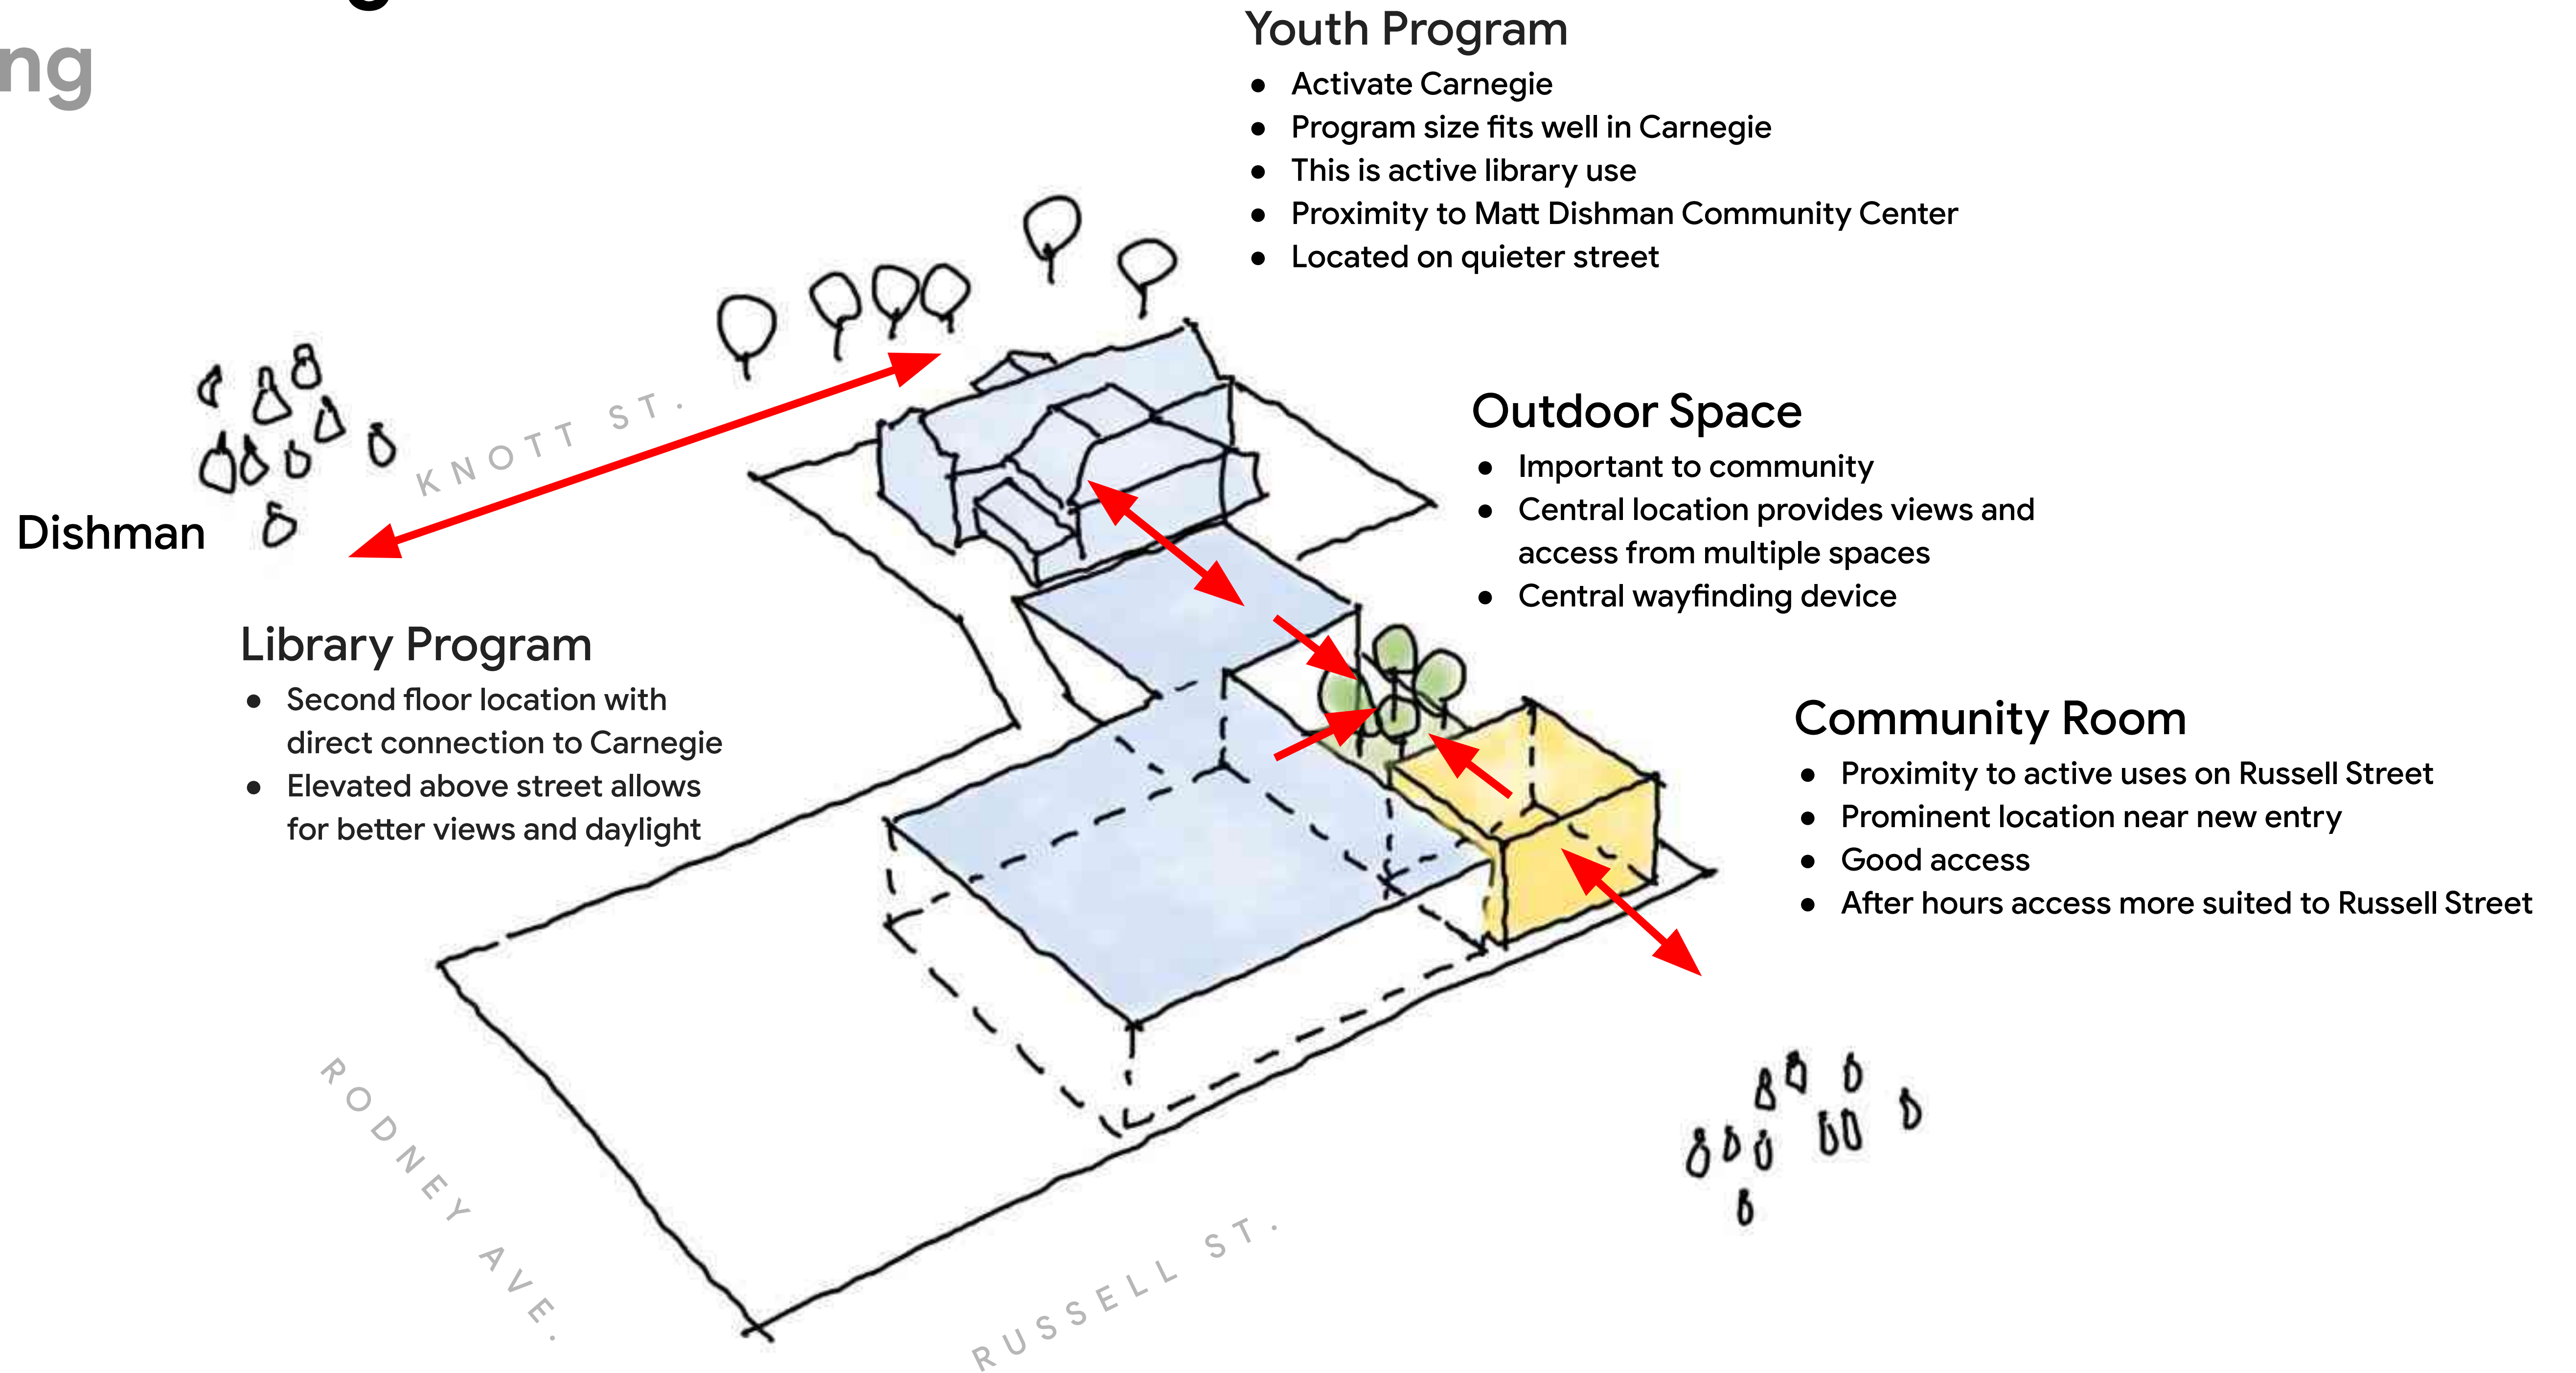 ng
Youth Program
● Activate Carnegie
● Program size fits well in Carnegie
● This is active library use
● Proximity to Matt Dishman Community Center
● Located on quieter street
KNOTT ST.
Dishman
Outdoor Space
● Important to community
● Central location provides views and
access from multiple spaces
● Central wayfinding device
Library Program
● Second floor location with
direct connection to Carnegie
● Elevated above street allows
for better views and daylight
Community Room
● Proximity to active uses on Russell Street
● Prominent location near new entry
● Good access
● After hours access more suited to Russell Street
RODNEY AVE.
RUSSELL ST.